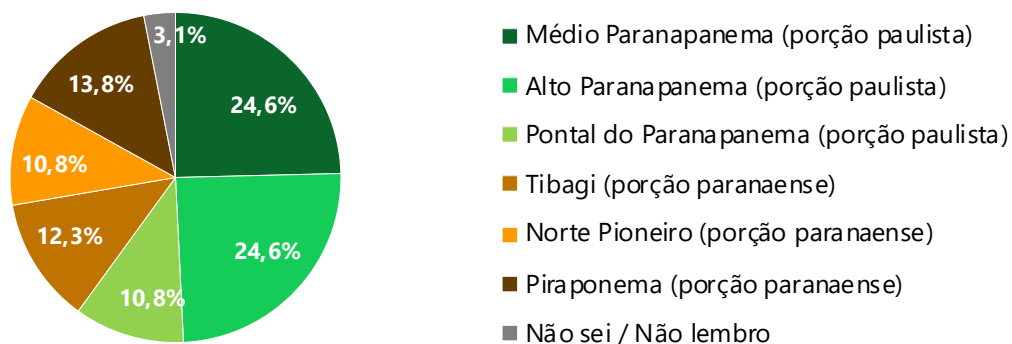 3,1%
13,8%
24,6%
10,8%
12,3%
24,6%
10,8%
Médio Paranapanema (porção paulista)
Alto Paranapanema (porção paulista)
Pontal do Paranapanema (porção paulista)
Tibagi (porção paranaense)
Norte Pioneiro (porção paranaense)
Piraponema (porção paranaense)
Não sei / Não lembro